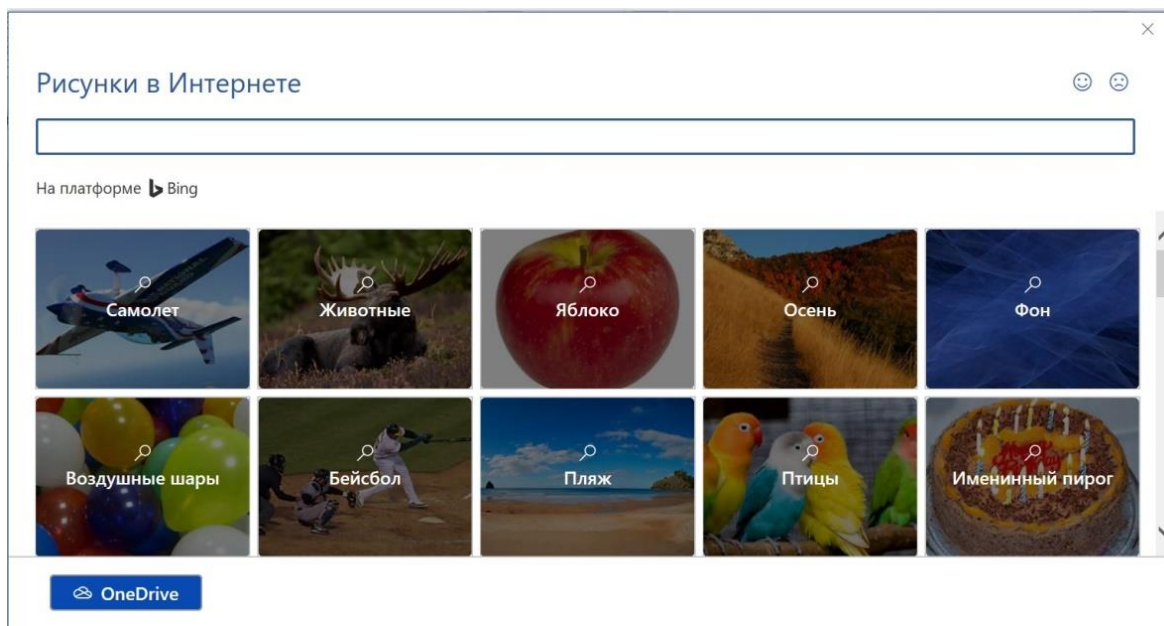 Рисунки в Интернете
На платформе Bing
Самолет
Животные
Яблоко
Осень
Фон
Воздушные шары
Бейсбол
Пляж
Птицы
Именинный пирог
OneDrive